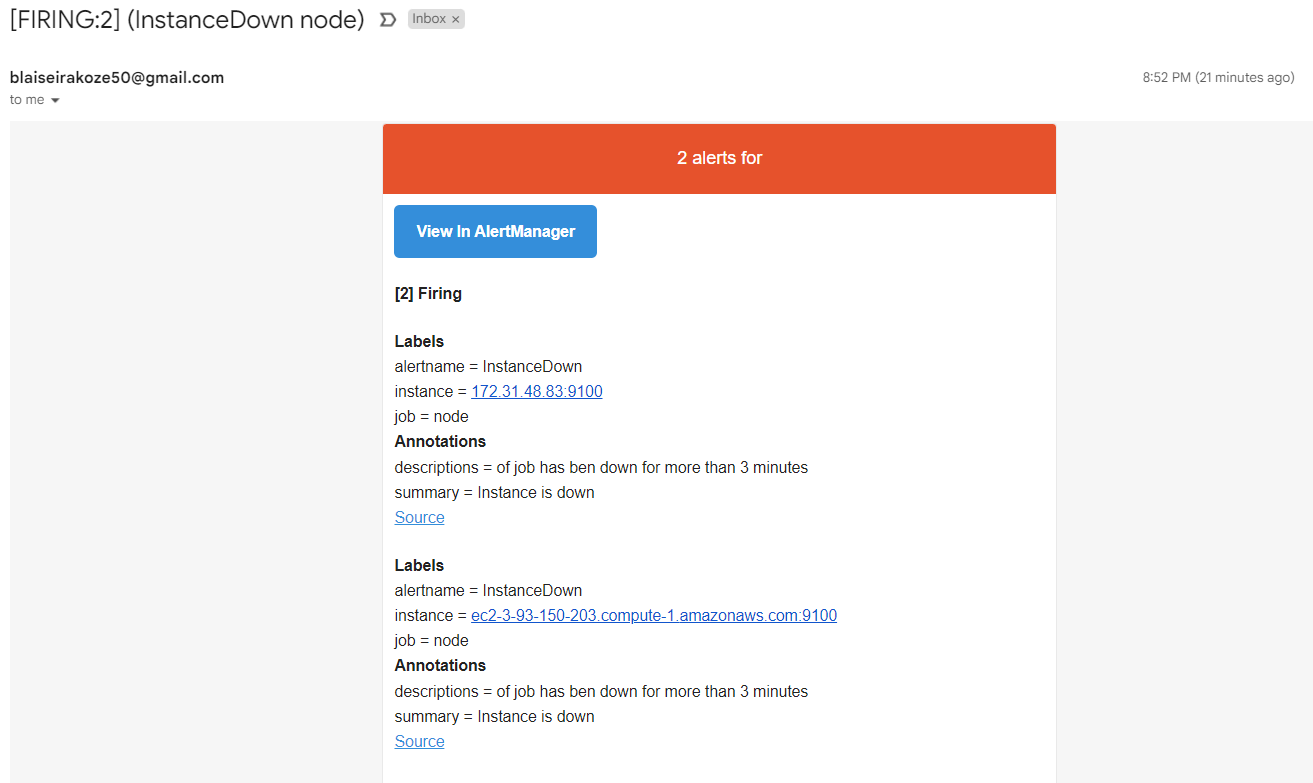 [FIRING:2] (InstanceDown node) Inbox ×
blaiseirakoze50@gmail.com 8:52 PM (21 minutes ago)
to me
2 alerts for
View In AlertManager
[2] Firing
Labels
alertname = InstanceDown
instance = 172.31.48.83:9100
job = node
Annotations
descriptions = of job has ben down for more than 3 minutes
summary = Instance is down
Source
Labels
alertname = InstanceDown
instance = ec2-3-93-150-203.compute-1.amazonaws.com:9100
job = node
Annotations
descriptions = of job has ben down for more than 3 minutes
summary = Instance is down
Source